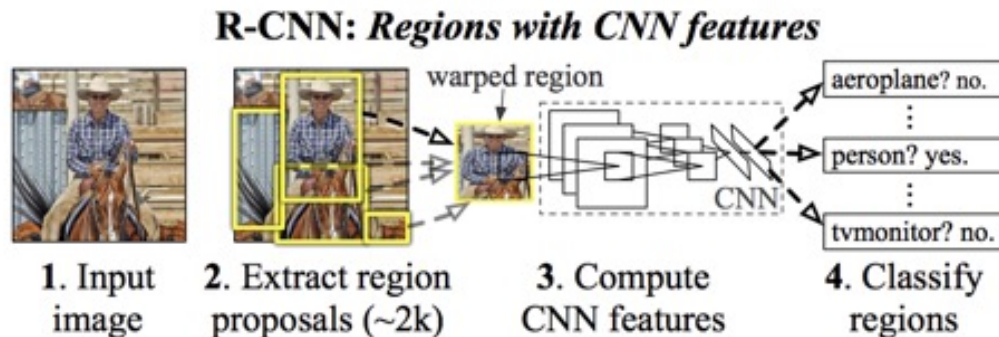 R-CNN: Regions with CNN features
warped region
aeroplane? no.
person? yes.
tvmonitor? no.
CNN
1. Input
image
2. Extract region
proposals (~2k)
3. Compute
CNN features
4. Classify
regions